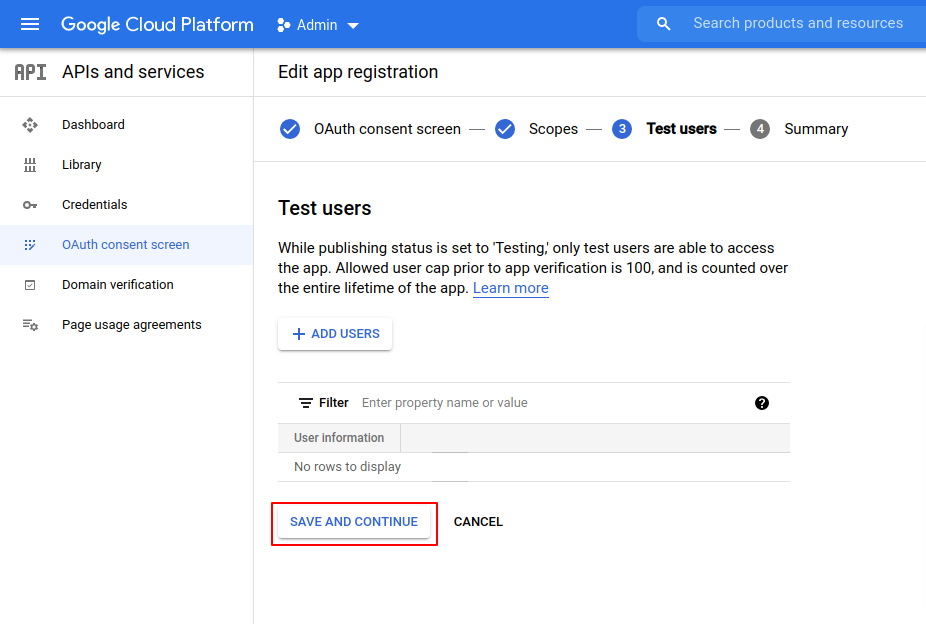 Google Cloud Platform Admin Search products and resources
API APIs and services
Edit app registration
Dashboard
Library
Credentials
OAuth consent screen
Domain verification
Page usage agreements
OAuth consent screen — Scopes — 3 Test users — 4 Summary
Test users
While publishing status is set to 'Testing,' only test users are able to access
the app. Allowed user cap prior to app verification is 100, and is counted over
the entire lifetime of the app. Learn more
+ ADD USERS
Filter Enter property name or value ?
User information
No rows to display
SAVE AND CONTINUE CANCEL